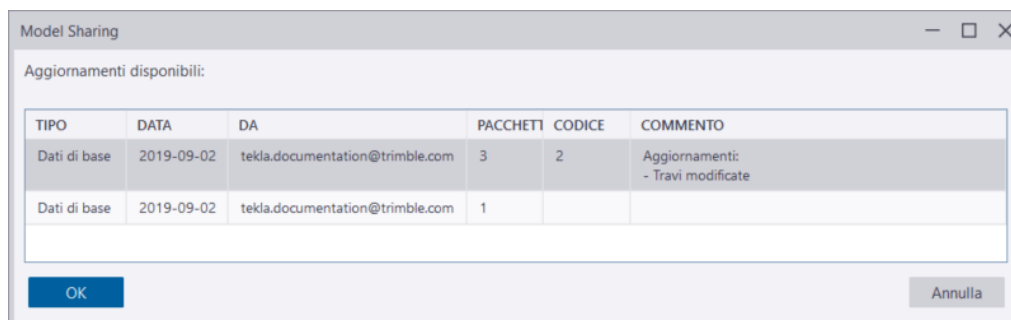 Model Sharing
Aggiornamenti disponibili:
TIPO DATA DA PACCHETT CODICE COMMENTO
Dati di base 2019-09-02 tekla.documentation@trimble.com 3 2 Aggiornamenti:
- Travi modificate
Dati di base 2019-09-02 tekla.documentation@trimble.com 1
OK Annulla